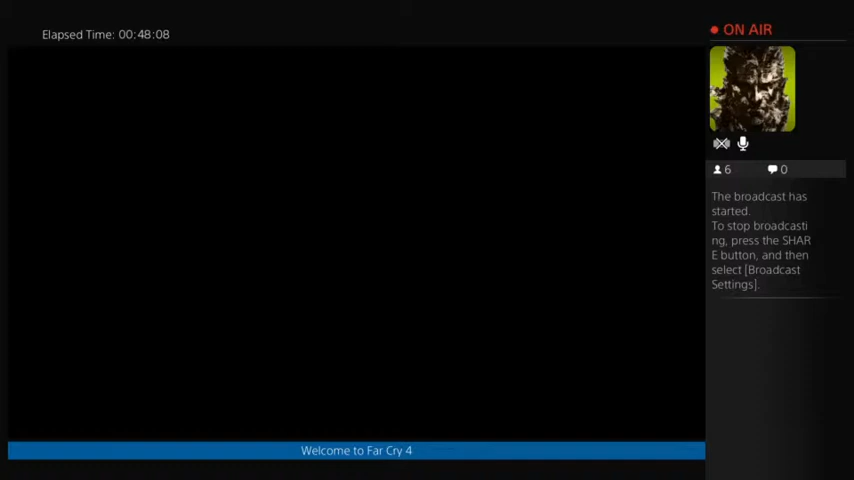 Elapsed Time: 00:48:08
ON AIR
6
0
The broadcast has
started.
To stop broadcasti
ng, press the SHAR
E button, and then
select [Broadcast
Settings].
Welcome to Far Cry 4